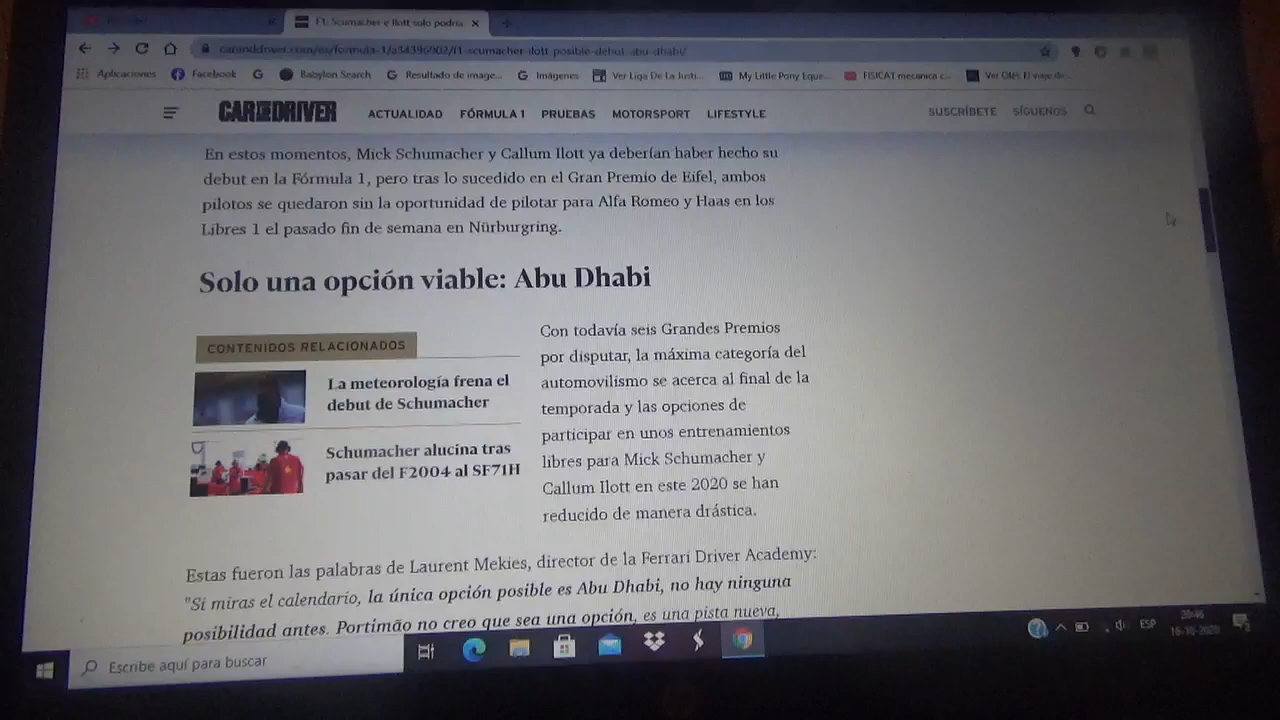 F1: Scumacher e Ilott solo podría
caranddriver.com/es/formula-1/a34396902/f1-scumacher-ilott-posible-debut-abu-dhabi/
Aplicaciones Facebook G Babylon Search Resultado de image... Imágenes Ver Liga De La Justi... My Little Pony Eque... FISICAT mecanica c...
CAR AND DRIVER ACTUALIDAD FÓRMULA 1 PRUEBAS MOTORSPORT LIFESTYLE SUSCRÍBETE SÍGUENOS
En estos momentos, Mick Schumacher y Callum Ilott ya deberían haber hecho su
debut en la Fórmula 1, pero tras lo sucedido en el Gran Premio de Eifel, ambos
pilotos se quedaron sin la oportunidad de pilotar para Alfa Romeo y Haas en los
Libres 1 el pasado fin de semana en Nürburgring.
Solo una opción viable: Abu Dhabi
CONTENIDOS RELACIONADOS
La meteorología frena el
debut de Schumacher
Schumacher alucina tras
pasar del F2004 al SF71H
Con todavía seis Grandes Premios
por disputar, la máxima categoría del
automovilismo se acerca al final de la
temporada y las opciones de
participar en unos entrenamientos
libres para Mick Schumacher y
Callum Ilott en este 2020 se han
reducido de manera drástica.
Estas fueron las palabras de Laurent Mekies, director de la Ferrari Driver Academy:
"Si miras el calendario, la única opción posible es Abu Dhabi, no hay ninguna
posibilidad antes. Portimão no creo que sea una opción, es una pista nueva,
Escribe aquí para buscar
ESP
20:46
16-10-2020